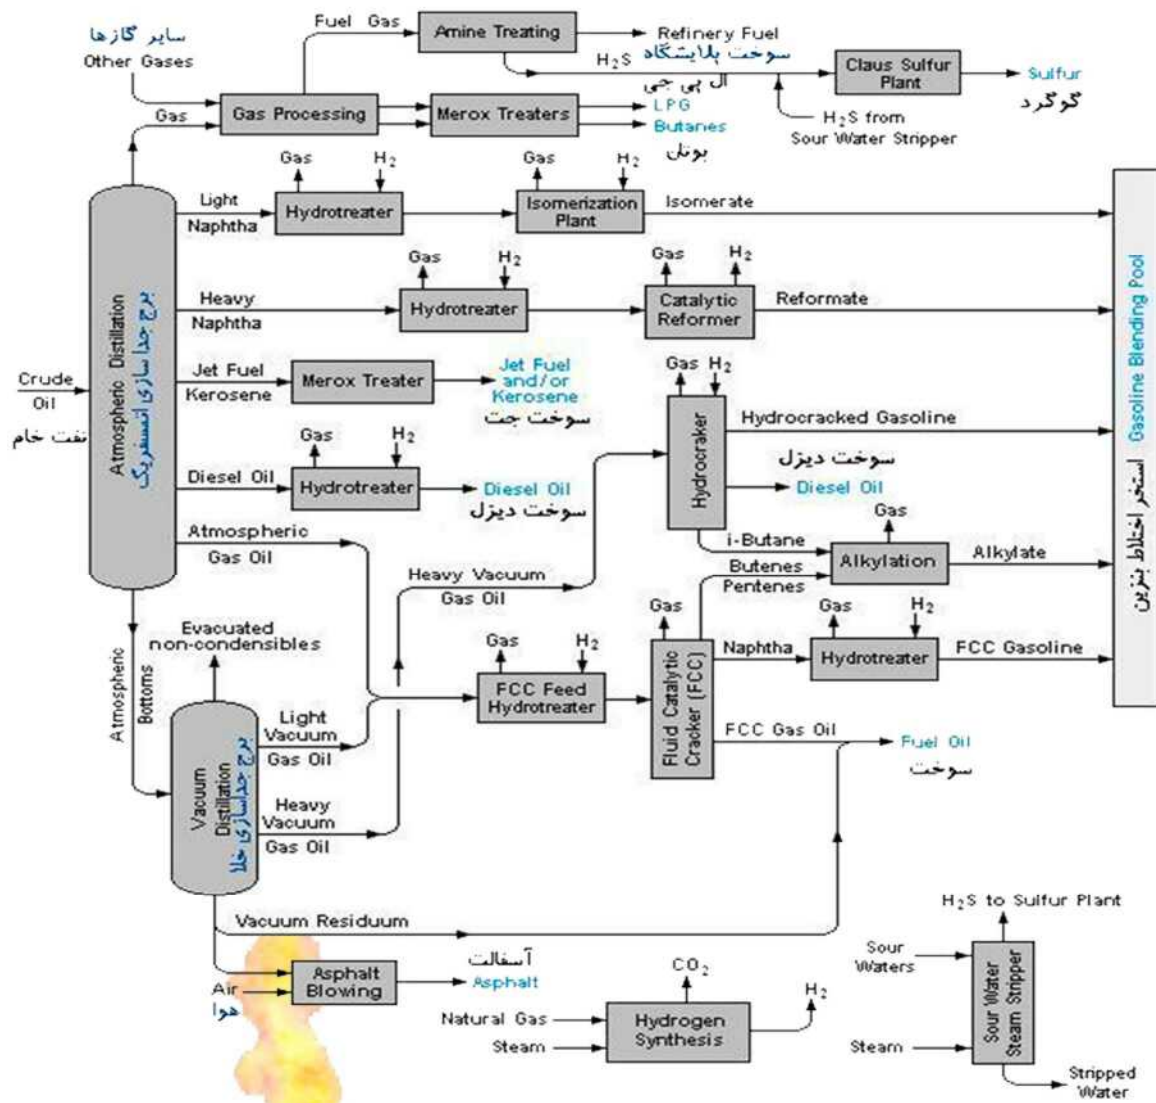 Fuel Gas
Amine Treating
Refinery Fuel
سوخت پالایشگاه
H₂S
سایر گازها
Other Gases
Gas
Gas Processing
Merox Treaters
ال پی جی
LPG
Butanes
بوتان
Claus Sulfur
Plant
Sulfur
گوگرد
H₂S from
Sour Water Stripper
Light
Naphtha
Gas
H₂
Hydrotreater
Gas
H₂
Isomerization
Plant
Isomerate
Heavy
Naphtha
Gas
H₂
Hydrotreater
Gas
H₂
Catalytic
Reformer
Reformate
Crude
Oil
نفت خام
Atmospheric Distillation
برج جداسازی اتمسفریک
Jet Fuel
Kerosene
Merox Treater
Jet Fuel
and/or
Kerosene
سوخت جت
Gas
H₂
Hydrocraker
Hydrocracked Gasoline
سوخت دیزل
Diesel Oil
Diesel Oil
Gas
H₂
Hydrotreater
Diesel Oil
سوخت دیزل
Atmospheric
Gas Oil
i-Butane
Butenes
Pentenes
Gas
Alkylation
Alkylate
Heavy Vacuum
Gas Oil
Gasoline Blending Pool
استخر اختلاط بنزین
Atmospheric
Bottoms
Evacuated
non-condensibles
Gas
H₂
FCC Feed
Hydrotreater
Gas
Fluid Catalytic
Cracker (FCC)
Naphtha
Gas
H₂
Hydrotreater
FCC Gasoline
FCC Gas Oil
Fuel Oil
سوخت
Vacuum
Distillation
برج جداسازی خلا
Light
Vacuum
Gas Oil
Heavy
Vacuum
Gas Oil
Vacuum Residuum
Air
هوا
Asphalt
Blowing
آسفالت
Asphalt
Natural Gas
Steam
CO₂
Hydrogen
Synthesis
H₂
H₂S to Sulfur Plant
Sour
Waters
Steam
Sour Water
Steam Stripper
Stripped
Water